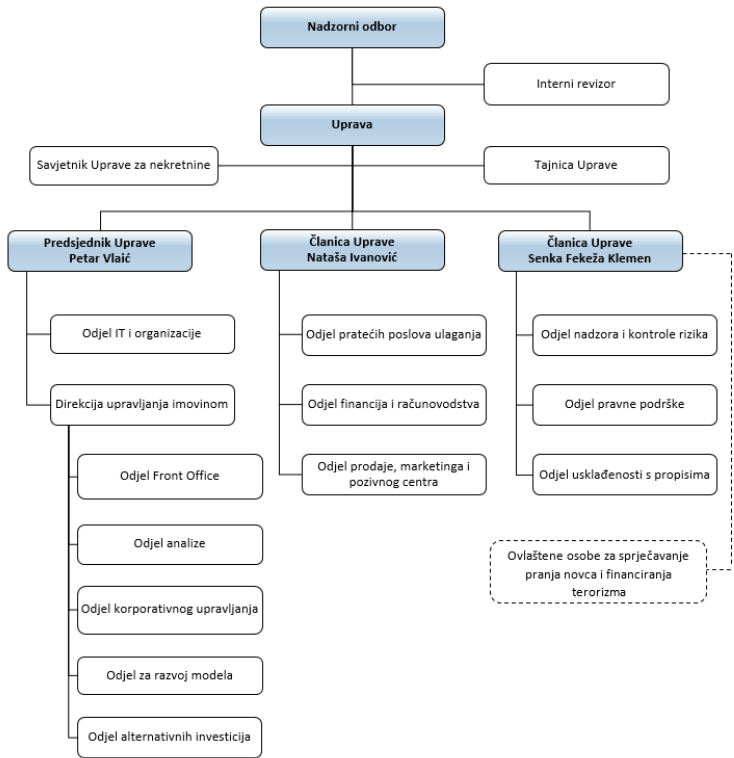 Nadzorni odbor
Interni revizor
Uprava
Savjetnik Uprave za nekretnine
Tajnica Uprave
Predsjednik Uprave
Petar Vlaić
Odjel IT i organizacije
Direkcija upravljanja imovinom
Odjel Front Office
Odjel analize
Odjel korporativnog upravljanja
Odjel za razvoj modela
Odjel alternativnih investicija
Članica Uprave
Nataša Ivanović
Odjel pratećih poslova ulaganja
Odjel financija i računovodstva
Odjel prodaje, marketinga i
pozivnog centra
Članica Uprave
Senka Fekeža Klemen
Odjel nadzora i kontrole rizika
Odjel pravne podrške
Odjel usklađenosti s propisima
Ovlaštene osobe za sprječavanje
pranja novca i financiranja
terorizma